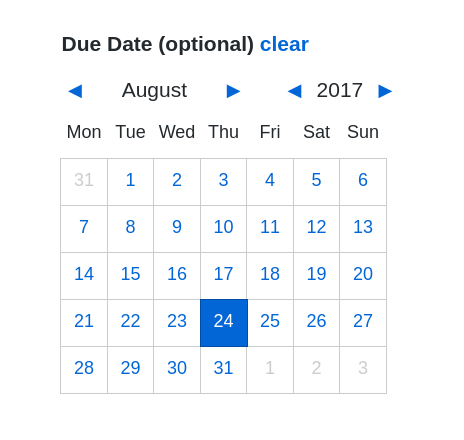 Due Date (optional) clear
◀ August ▶ ◀ 2017 ▶
Mon Tue Wed Thu Fri Sat Sun
31 1 2 3 4 5 6
7 8 9 10 11 12 13
14 15 16 17 18 19 20
21 22 23 24 25 26 27
28 29 30 31 1 2 3